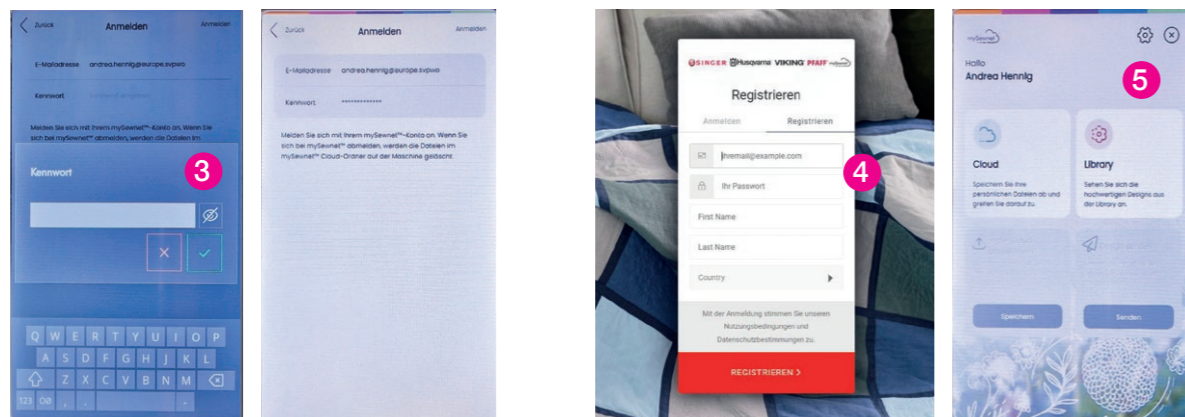 Zurück Anmelden Anmelden
E-Mailadresse andrea.hennig@europe.svpwo
Kennwort
Melden Sie sich mit Ihrem mySewnet™-Konto an. Wenn Sie
sich bei mySewnet™ abmelden, werden die Dateien im
Kennwort
3
Q W E R T Y U I O P
A S D F G H J K L
Z X C V B N M
123
Zurück Anmelden Anmelden
E-Mailadresse andrea.hennig@europe.svpwo
Kennwort *************
Melden Sie sich mit Ihrem mySewnet™-Konto an. Wenn Sie
sich bei mySewnet™ abmelden, werden die Dateien im
mySewnet™ Cloud-Ordner auf der Maschine gelöscht.
SINGER Husqvarna VIKING PFAFF mySewnet
Registrieren
Anmelden Registrieren
ihremail@example.com
4
Ihr Passwort
First Name
Last Name
Country
Mit der Anmeldung stimmen Sie unseren
Nutzungsbedingungen und
Datenschutzbestimmungen zu.
REGISTRIEREN >
mySewnet
Hallo
Andrea Hennig
5
Cloud
Speichern Sie Ihre
persönlichen Dateien ab und
greifen Sie darauf zu.
Library
Sehen Sie sich die
hochwertigen Designs aus
der Library an.
Speichern
Senden